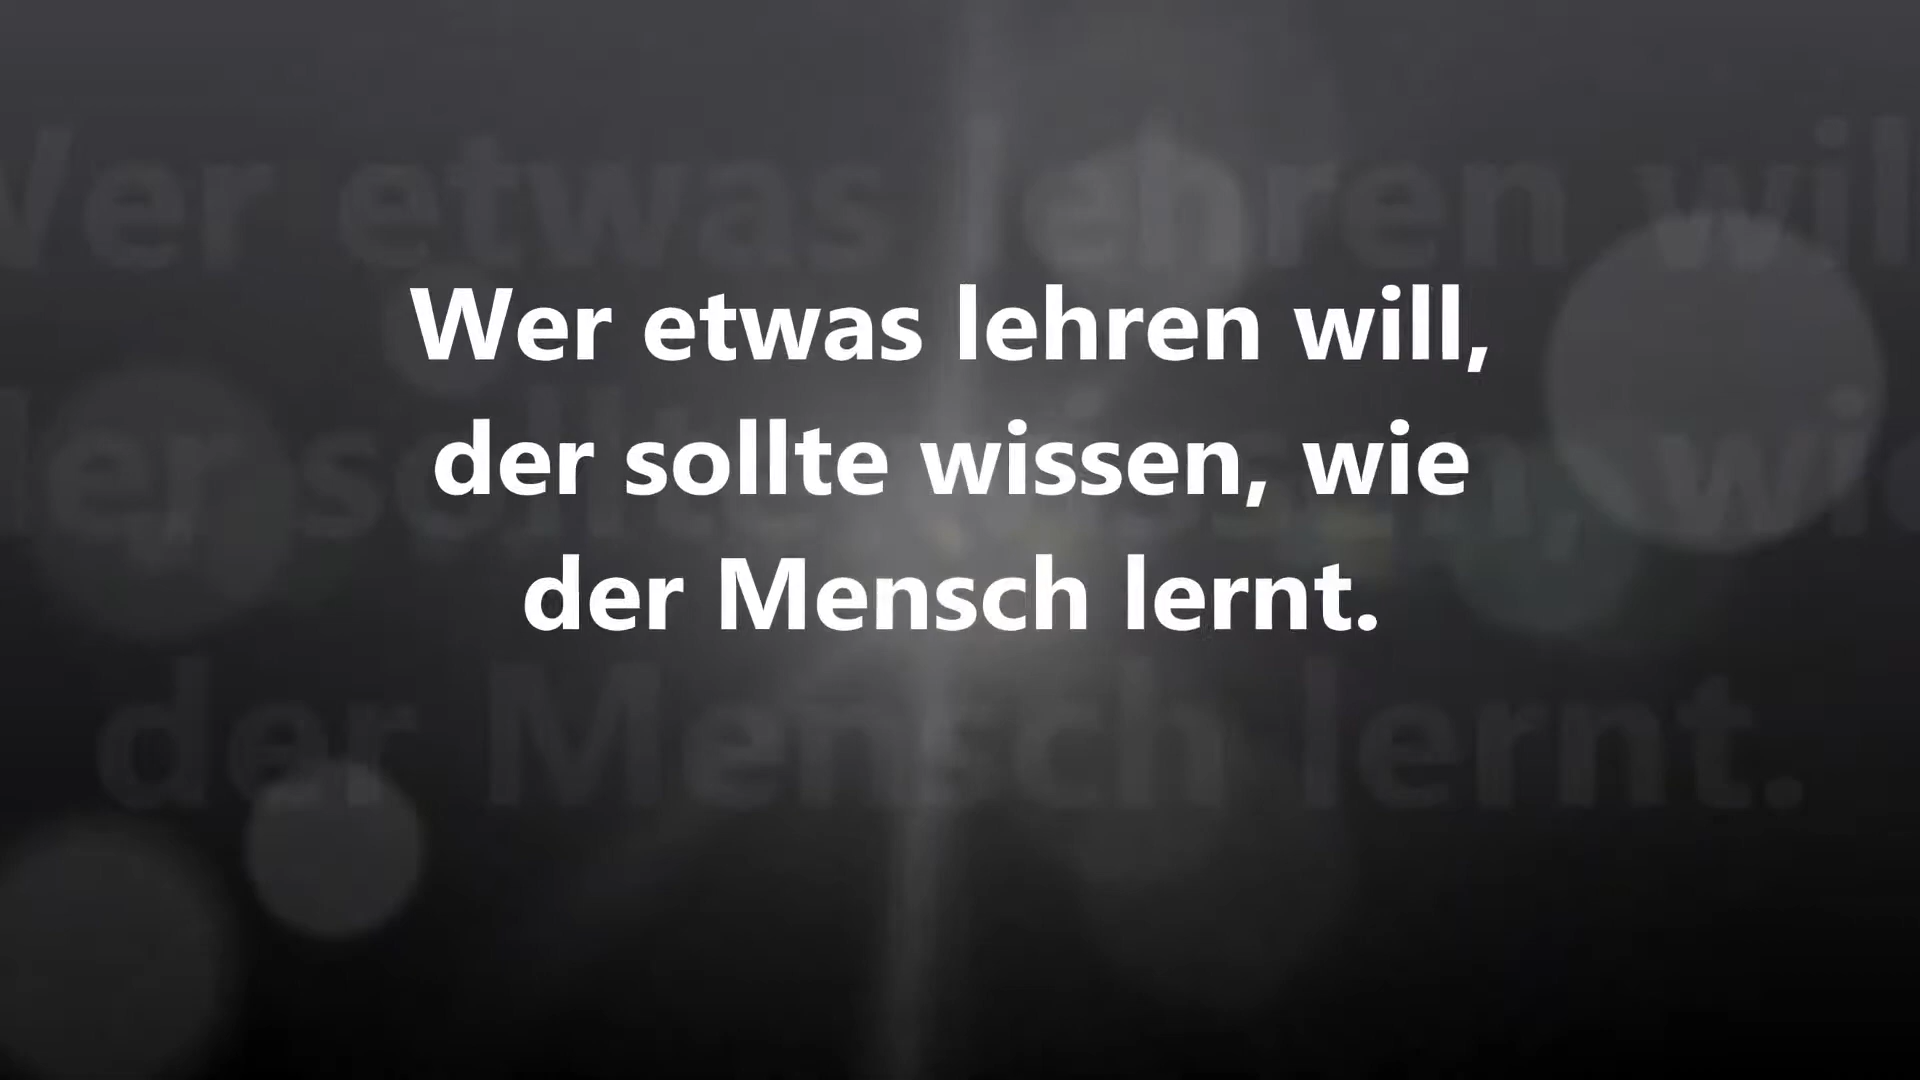 Wer etwas lehren will,
der sollte wissen, wie
der Mensch lernt.